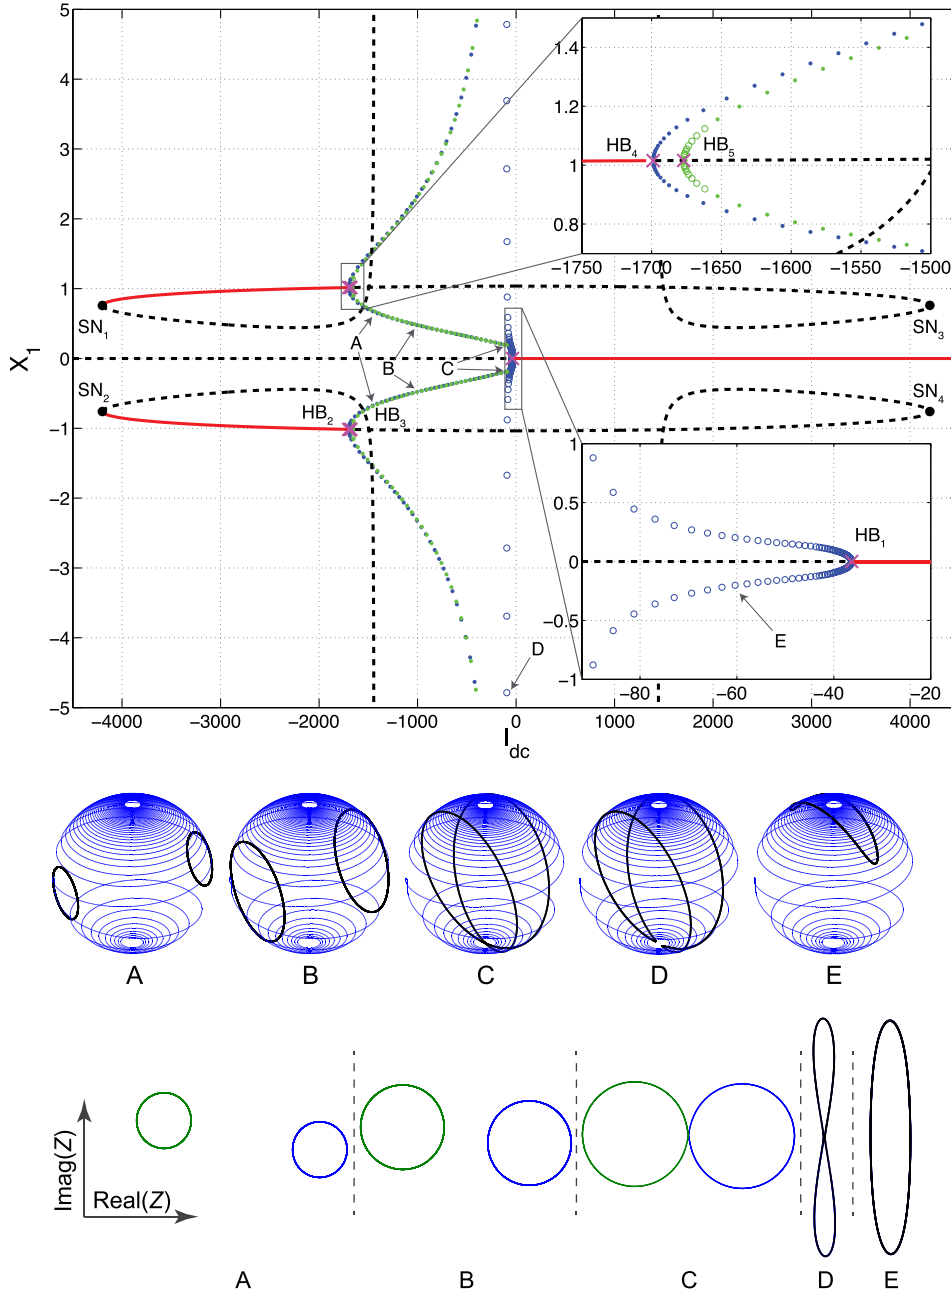 5
4
3
2
1
0
−1
−2
−3
−4
−5
X1
−4000
−3000
−2000
−1000
0
1000
2000
3000
4000
Idc
SN1
SN2
SN3
SN4
HB2
HB3
A
B
C
D
1.4
1.2
1
0.8
HB4
HB5
−1750
−1700
−1650
−1600
−1550
−1500
1
0.5
0
−0.5
−1
HB1
E
−80
−60
−40
−20
A B C D E
Imag(Z)
Real(Z)
A B C D E